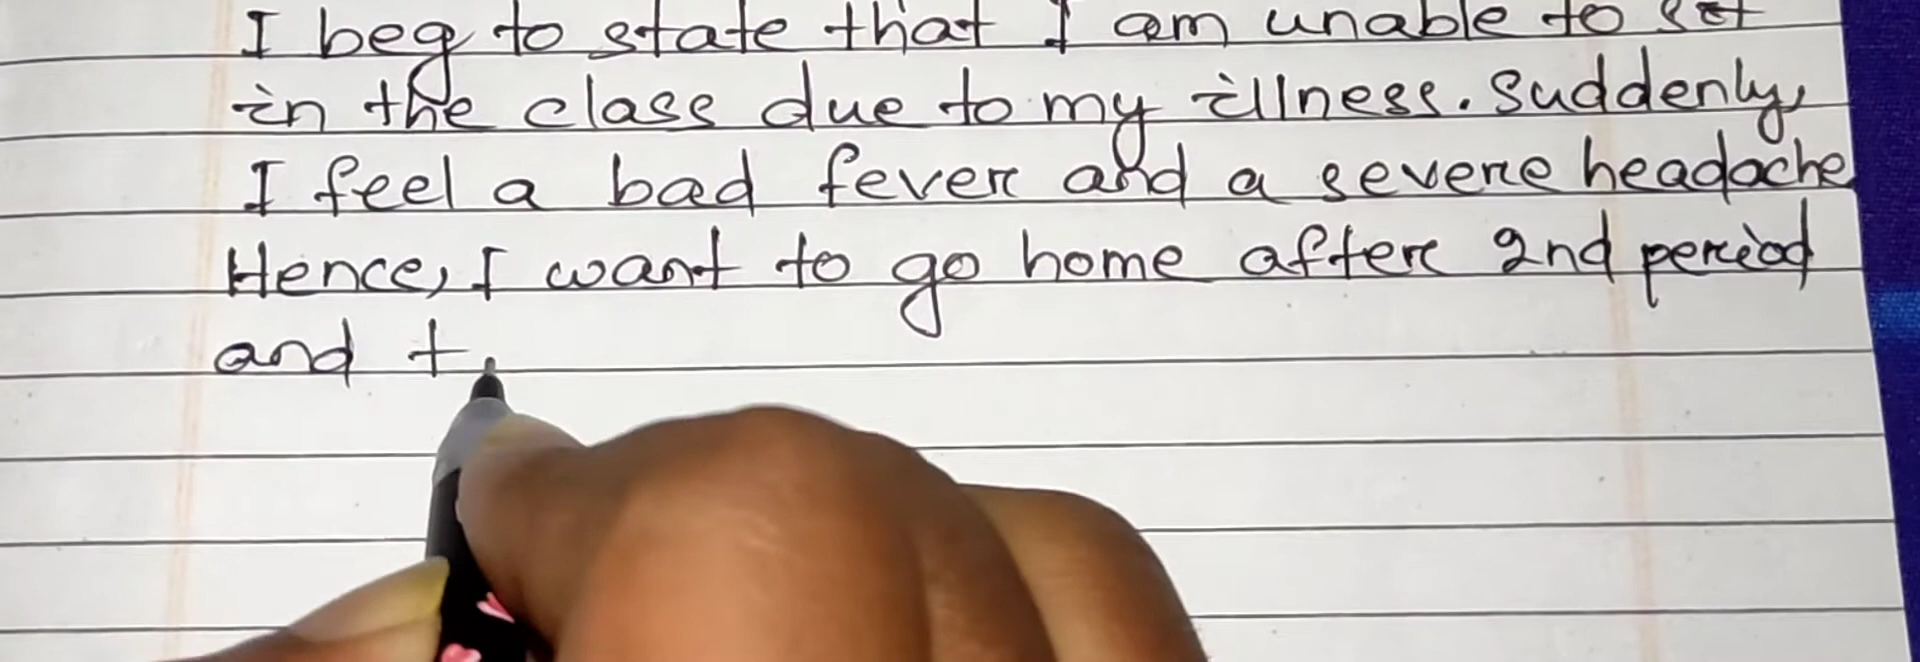 I beg to state that I am unable to sit
in the class due to my illness. Suddenly,
I feel a bad fever and a severe headache
Hence, I want to go home after 2nd period
and t